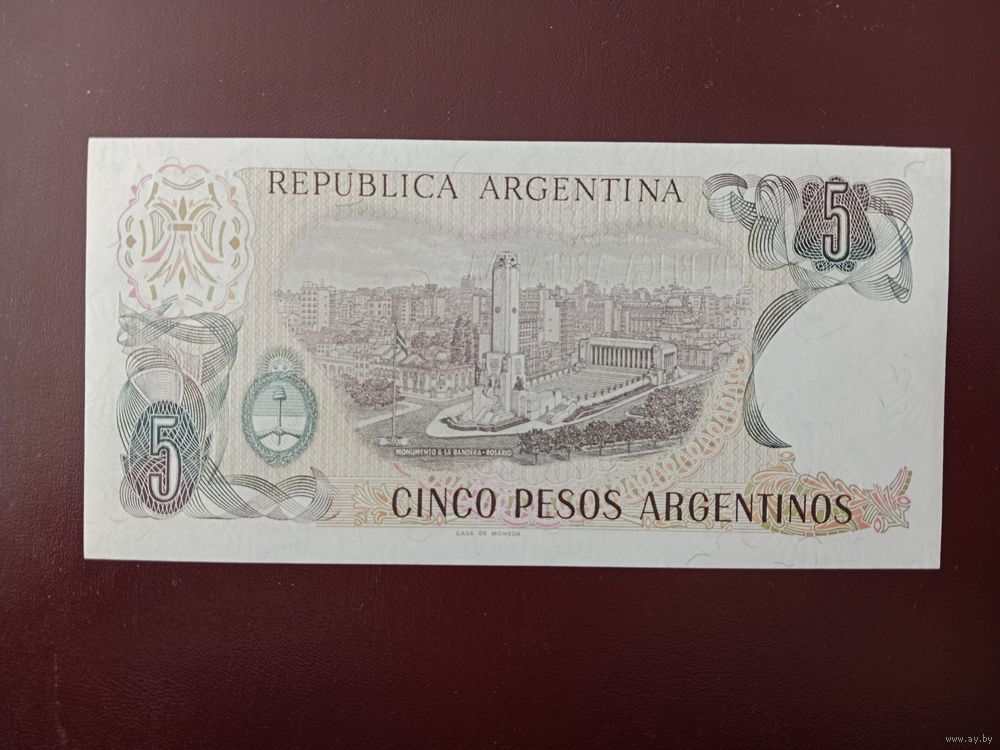 REPUBLICA ARGENTINA
5
5
MONUMENTO A LA BANDERA-ROSARIO
CINCO PESOS ARGENTINOS
CASA DE MONEDA
www.ay.by